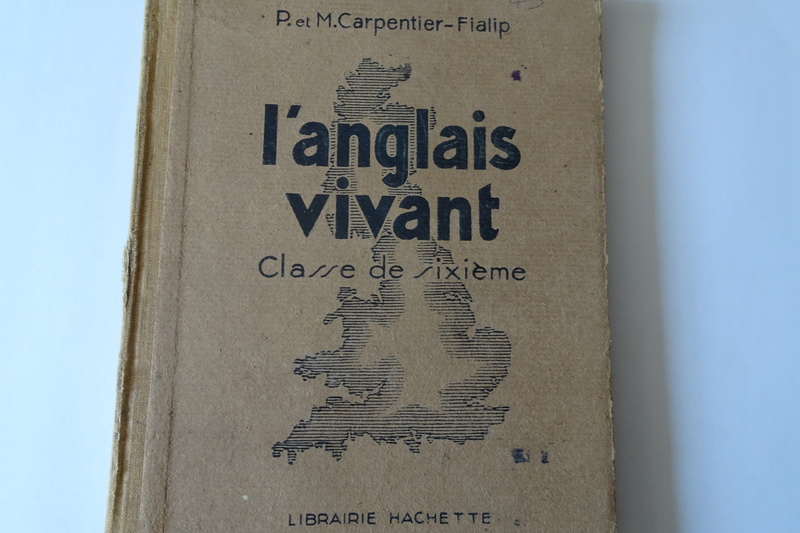 P. et M. Carpentier-Fialip
l'anglais
vivant
Classe de sixième
LIBRAIRIE HACHETTE